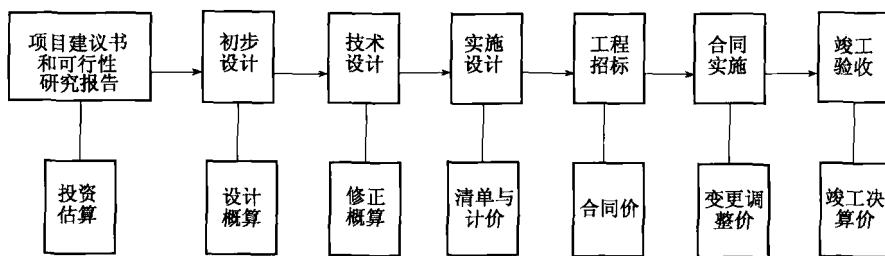 项目建议书
和可行性
研究报告
初步
设计
技术
设计
实施
设计
工程
招标
合同
实施
竣工
验收
投资
估算
设计
概算
修正
概算
清单与
计价
合同价
变更调
整价
竣工决
算价